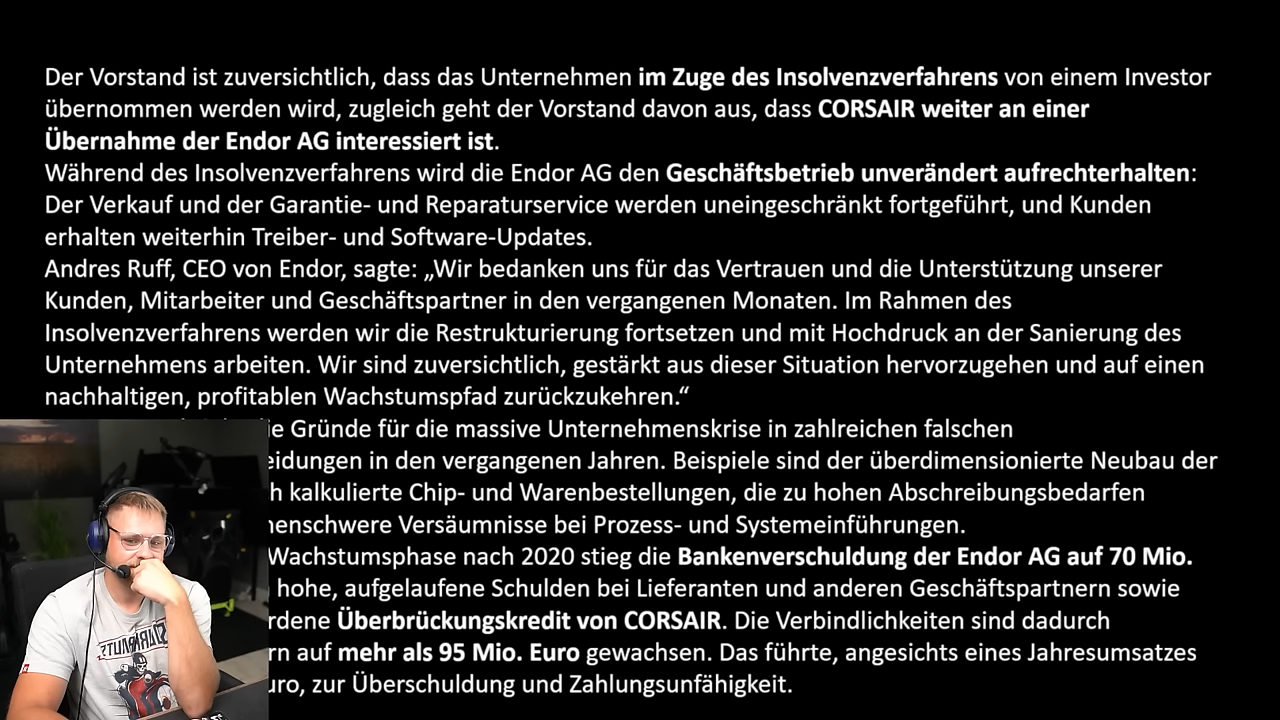 Der Vorstand ist zuversichtlich, dass das Unternehmen im Zuge des Insolvenzverfahrens von einem Investor
übernommen werden wird, zugleich geht der Vorstand davon aus, dass CORSAIR weiter an einer
Übernahme der Endor AG interessiert ist.
Während des Insolvenzverfahrens wird die Endor AG den Geschäftsbetrieb unverändert aufrechterhalten:
Der Verkauf und der Garantie- und Reparaturservice werden uneingeschränkt fortgeführt, und Kunden
erhalten weiterhin Treiber- und Software-Updates.
Andres Ruff, CEO von Endor, sagte: „Wir bedanken uns für das Vertrauen und die Unterstützung unserer
Kunden, Mitarbeiter und Geschäftspartner in den vergangenen Monaten. Im Rahmen des
Insolvenzverfahrens werden wir die Restrukturierung fortsetzen und mit Hochdruck an der Sanierung des
Unternehmens arbeiten. Wir sind zuversichtlich, gestärkt aus dieser Situation hervorzugehen und auf einen
nachhaltigen, profitablen Wachstumspfad zurückzukehren.“
Gründe für die massive Unternehmenskrise in zahlreichen falschen
eidungen in den vergangenen Jahren. Beispiele sind der überdimensionierte Neubau der
kalkulierte Chip- und Warenbestellungen, die zu hohen Abschreibungsbedarfen
enschwere Versäumnisse bei Prozess- und Systemeinführungen.
Wachstumsphase nach 2020 stieg die Bankenverschuldung der Endor AG auf 70 Mio.
hohe, aufgelaufene Schulden bei Lieferanten und anderen Geschäftspartnern sowie
rdene Überbrückungskredit von CORSAIR. Die Verbindlichkeiten sind dadurch
rn auf mehr als 95 Mio. Euro gewachsen. Das führte, angesichts eines Jahresumsatzes
uro, zur Überschuldung und Zahlungsunfähigkeit.